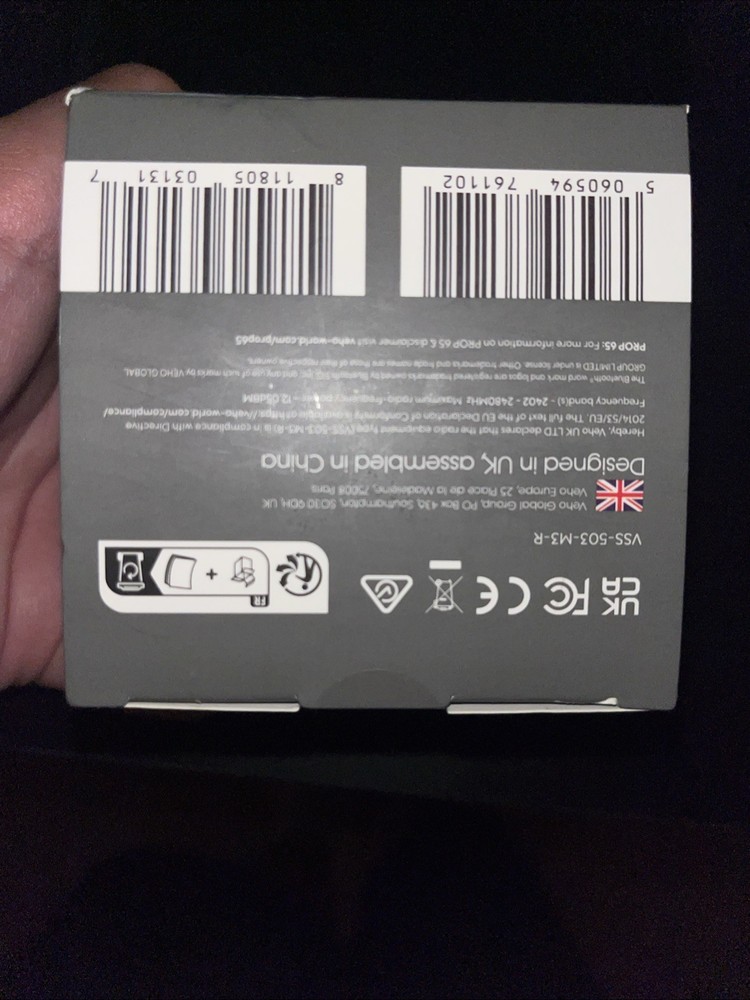 UK
CA
FC
CE
FR
+
VSS-503-M3-R
Veho Global Group, PO Box 436, Southampton, SO30 9DH, UK
Veho Europe, 25 Place de la Madeleine, 75008 Paris
Designed in UK, assembled in China
Hereby, Veho UK LTD declares that the radio equipment type (VSS-503-M3-R) is in compliance with Directive
2014/53/EU. The full text of the EU Declaration of Conformity is available at https://veho-world.com/compliance/
Frequency band(s) - 2402 - 2480MHz Maximum radio-frequency power - 12.05dBM
The Bluetooth® word mark and logos are registered trademarks owned by Bluetooth SIG, Inc. and any use of such marks by VEHO GLOBAL
GROUP LIMITED is under license. Other trademarks and trade names are those of their respective owners.
PROP 65: For more information on PROP 65 & disclaimer visit veho-world.com/prop65
5 060594 761102
8 11805 03131 7